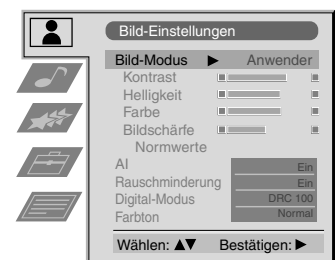 Bild-Einstellungen
Bild-Modus ▶ Anwender
Kontrast
Helligkeit
Farbe
Bildschärfe
Normwerte
AI Ein
Rauschminderung Ein
Digital-Modus DRC 100
Farbton Normal
Wählen: ▲▼ Bestätigen: ▶